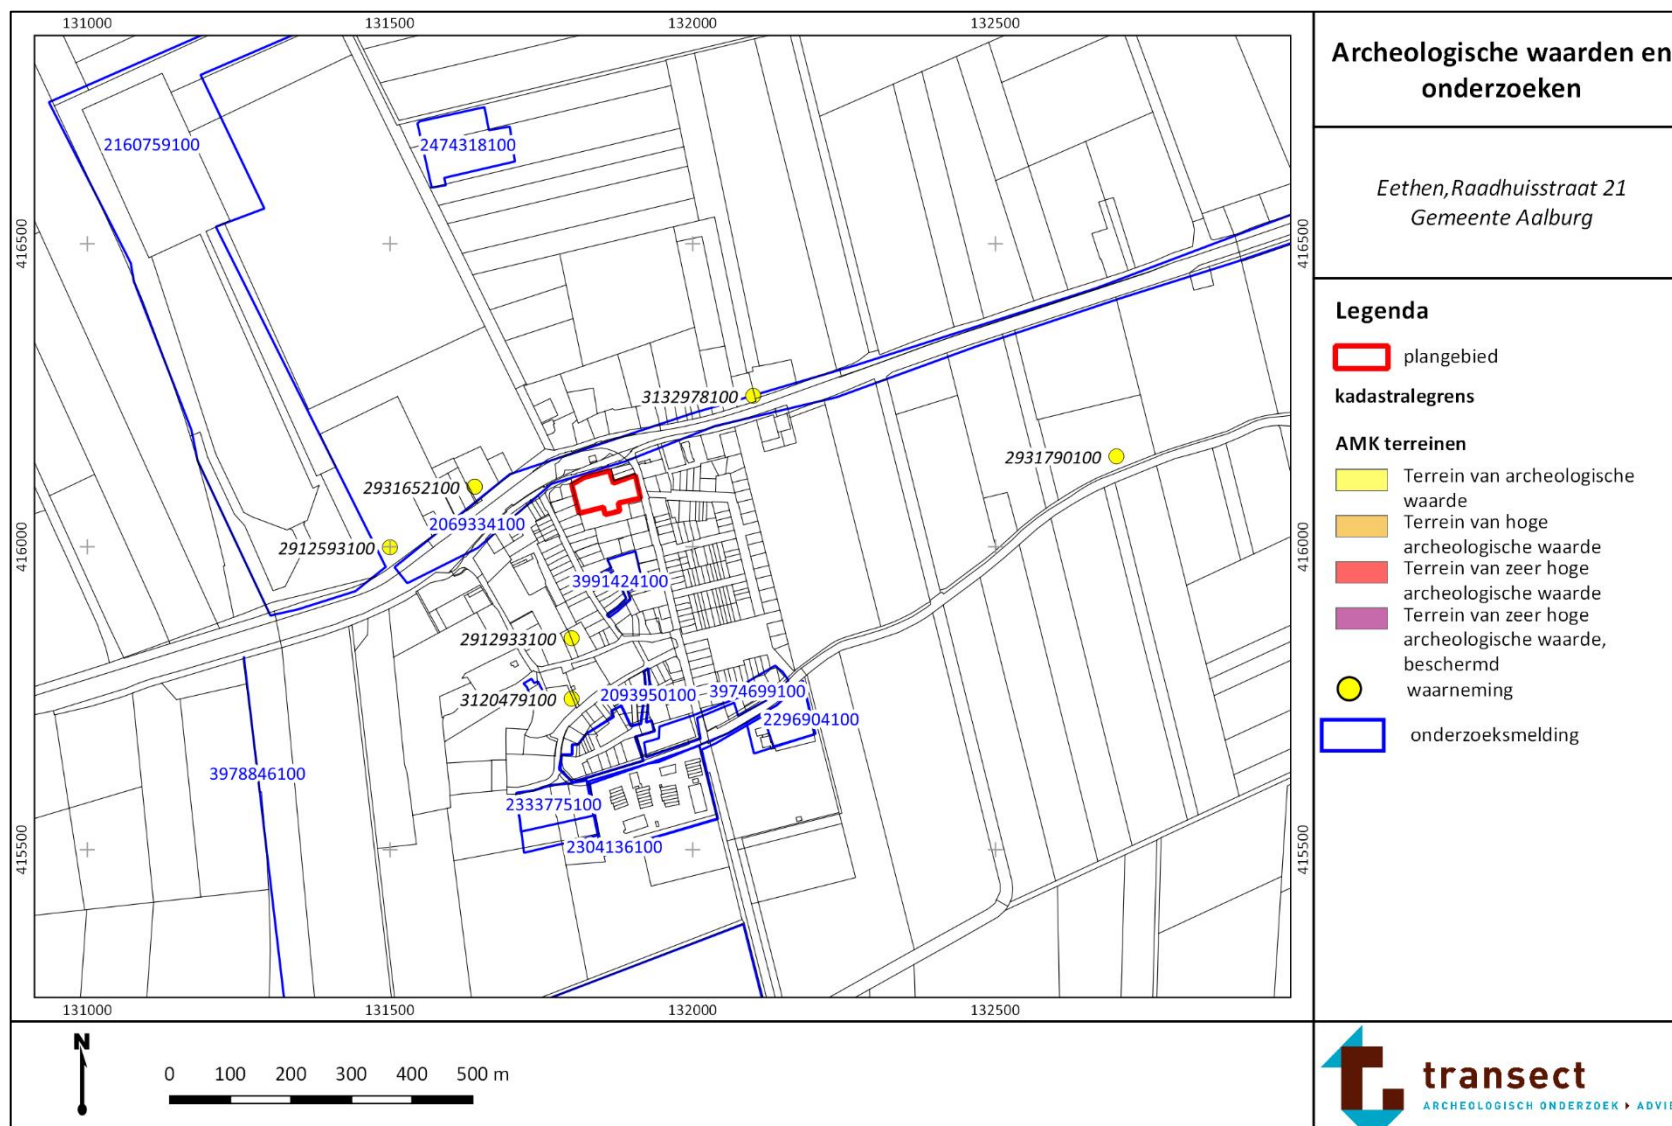 131000
131500
132000
132500
Archeologische waarden en
onderzoeken
2160759100
2474318100
Eethen,Raadhuisstraat 21
Gemeente Aalburg
416500
416500
Legenda
plangebied
kadastralegrens
3132978100
AMK terreinen
2931790100
Terrein van archeologische
waarde
2931652100
2069334100
Terrein van hoge
archeologische waarde
2912593100
416000
416000
Terrein van zeer hoge
archeologische waarde
3991424100
Terrein van zeer hoge
archeologische waarde,
beschermd
2912933100
waarneming
3120479100
2093950100
3974699100
2296904100
onderzoeksmelding
3978846100
2333775100
2304136100
415500
415500
131000
131500
132000
132500
N
0 100 200 300 400 500 m
transect
ARCHEOLOGISCH ONDERZOEK ADVIE